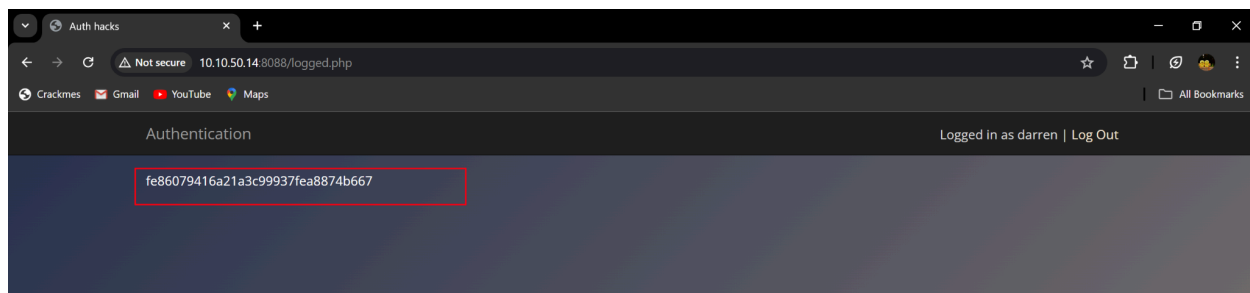 Auth hacks
Not secure 10.10.50.14:8088/logged.php
Crackmes Gmail YouTube Maps All Bookmarks
Authentication Logged in as darren | Log Out
fe86079416a21a3c99937fea8874b667